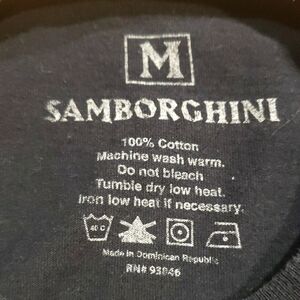 M
SAMBORGHINI
100% Cotton
Machine wash warm.
Do not bleach
Tumble dry low heat.
Iron low heat if necessary.
40 C
Made in Dominican Republic
RN# 93846